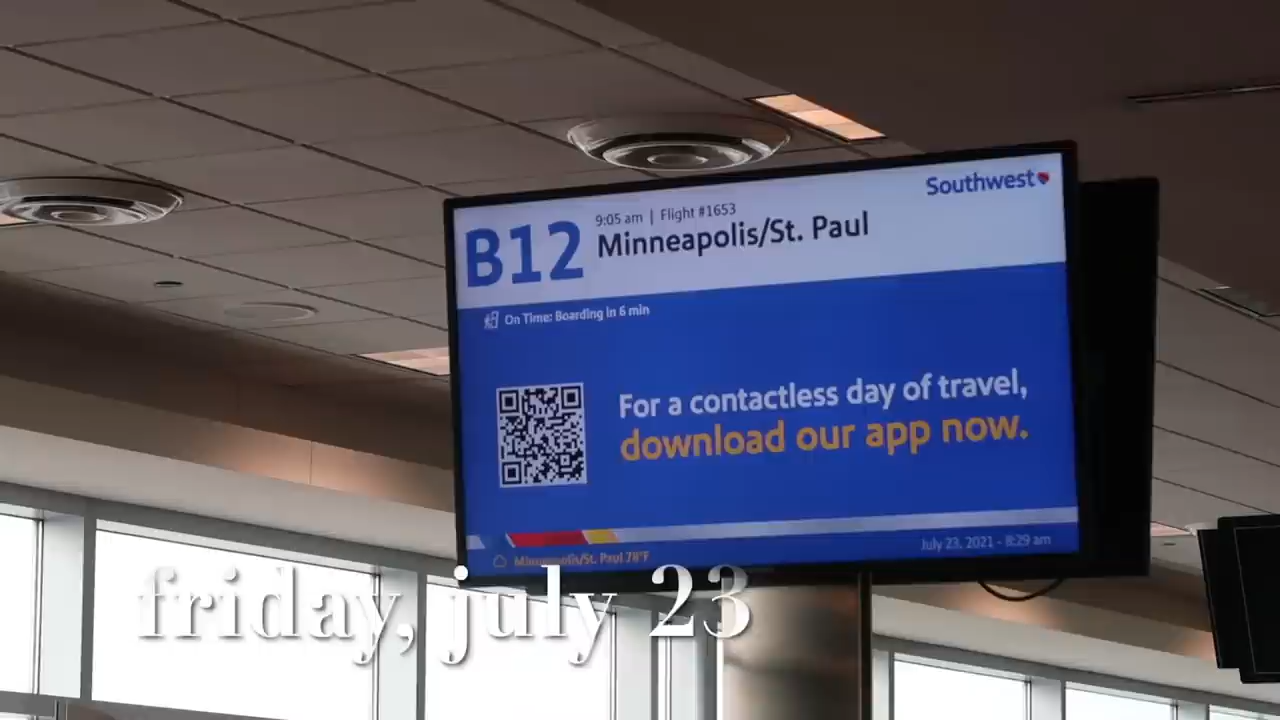 Southwest
B12
9:05 am | Flight #1653
Minneapolis/St. Paul
On Time: Boarding in 6 min
For a contactless day of travel,
download our app now.
July 23, 2021 - 8:29 am
Minneapolis/St. Paul 78°F
friday, july 23